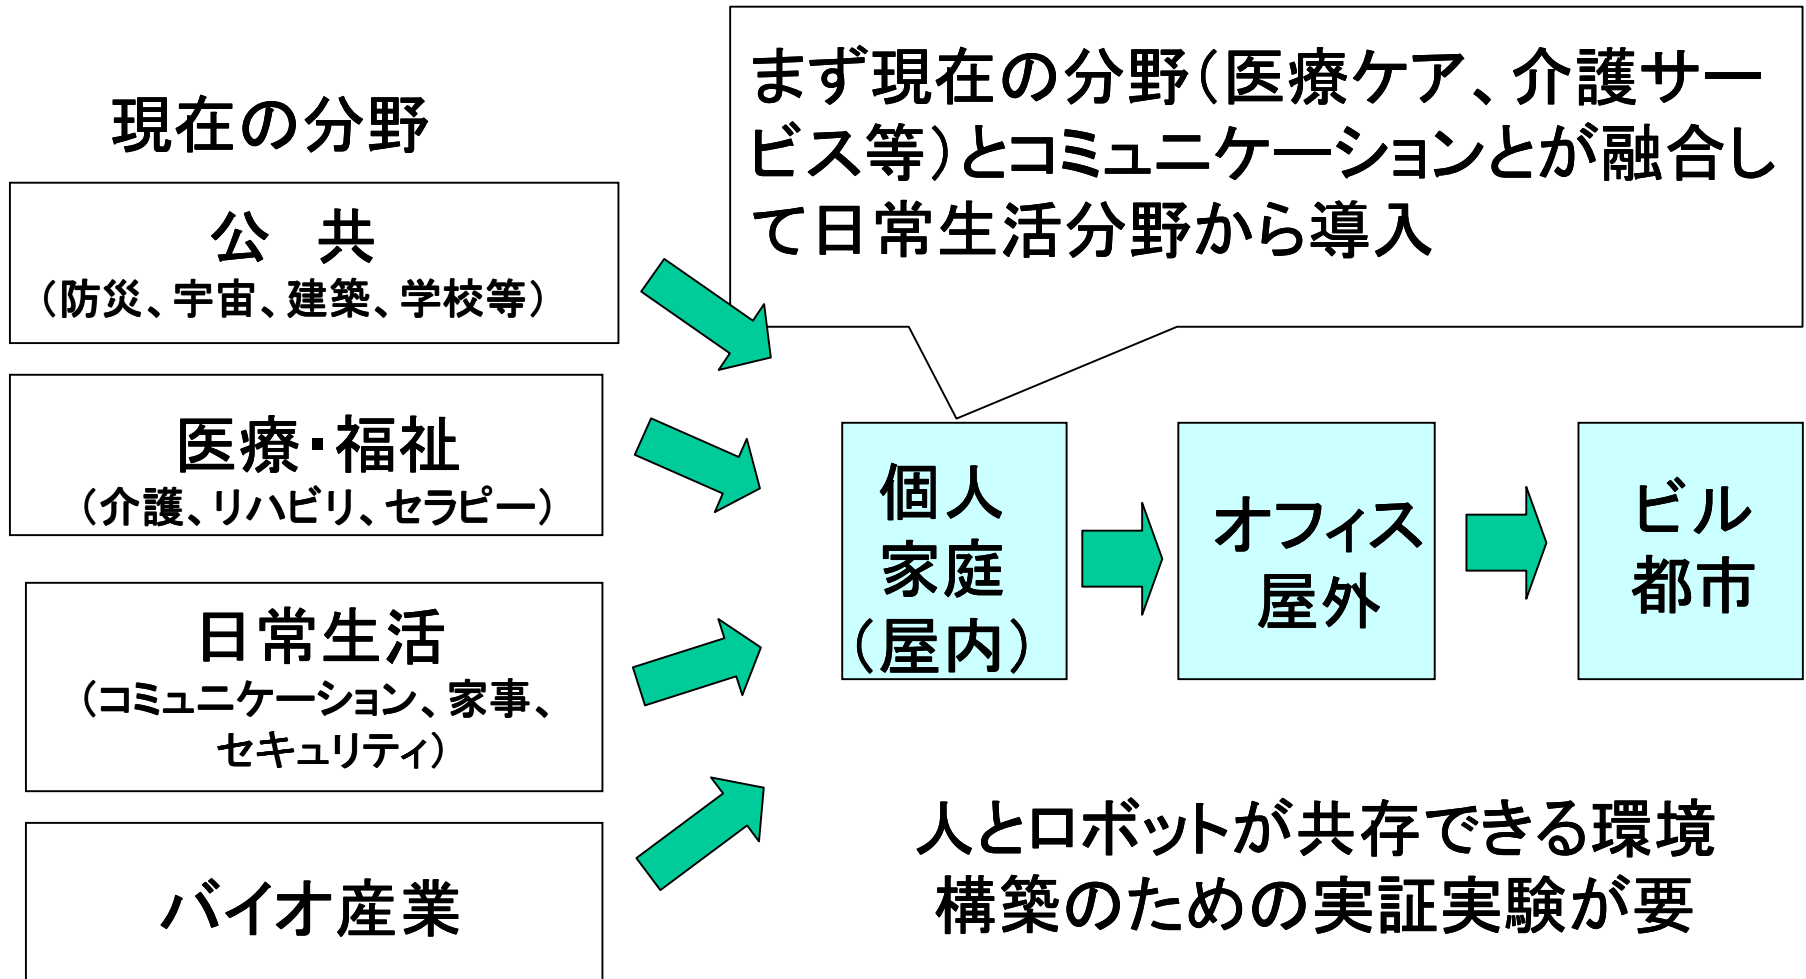 現在の分野
公　共
（防災、宇宙、建築、学校等）
医療・福祉
（介護、リハビリ、セラピー）
日常生活
（コミュニケーション、家事、
セキュリティ）
バイオ産業
まず現在の分野（医療ケア、介護サー
ビス等）とコミュニケーションとが融合し
て日常生活分野から導入
個人
家庭
（屋内）
オフィス
屋外
ビル
都市
人とロボットが共存できる環境
構築のための実証実験が要